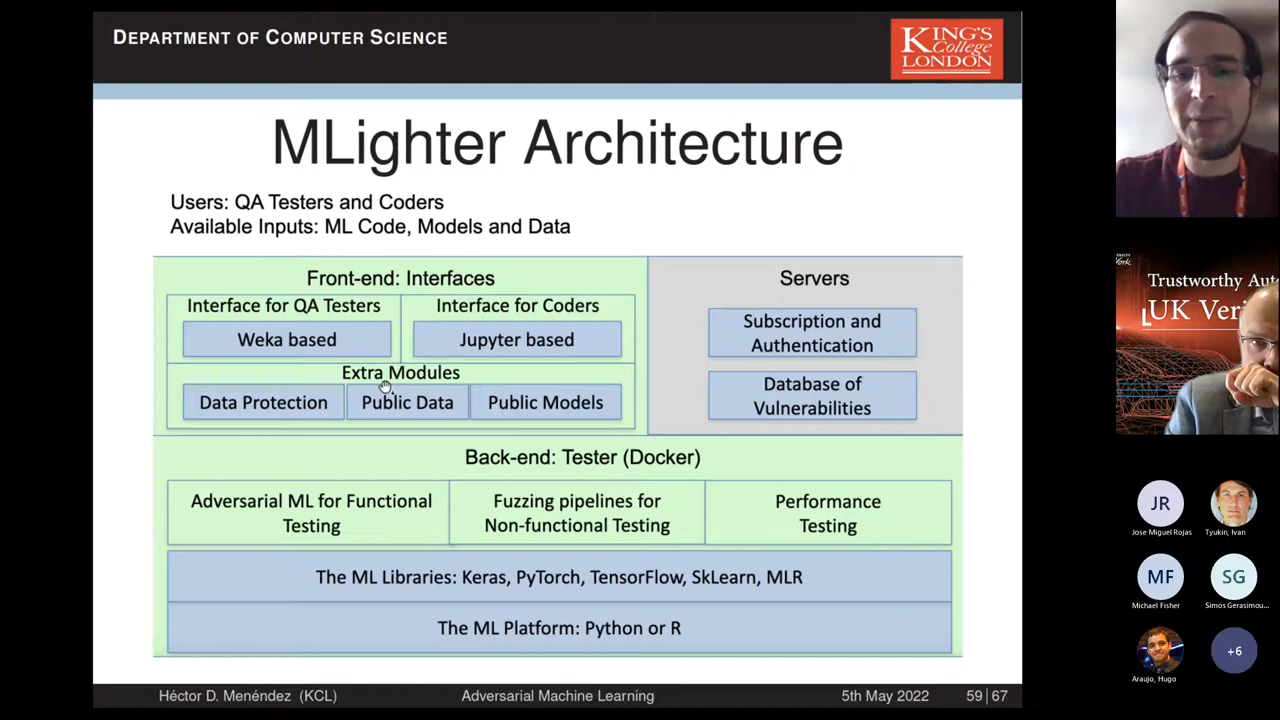 DEPARTMENT OF COMPUTER SCIENCE
KING'S
College
LONDON
MLighter Architecture
Users: QA Testers and Coders
Available Inputs: ML Code, Models and Data
Front-end: Interfaces
Servers
Interface for QA Testers
Interface for Coders
Weka based
Jupyter based
Subscription and
Authentication
Extra Modules
Data Protection
Public Data
Public Models
Database of
Vulnerabilities
Back-end: Tester (Docker)
Adversarial ML for Functional
Testing
Fuzzing pipelines for
Non-functional Testing
Performance
Testing
The ML Libraries: Keras, PyTorch, TensorFlow, SkLearn, MLR
The ML Platform: Python or R
Héctor D. Menéndez (KCL)
Adversarial Machine Learning
5th May 2022
59|67
Trustworthy Aut
UK Veri
JR
Jose Miguel Rojas
Tyukin, Ivan
MF
Michael Fisher
SG
Simos Gerasimou...
Araujo, Hugo
+6